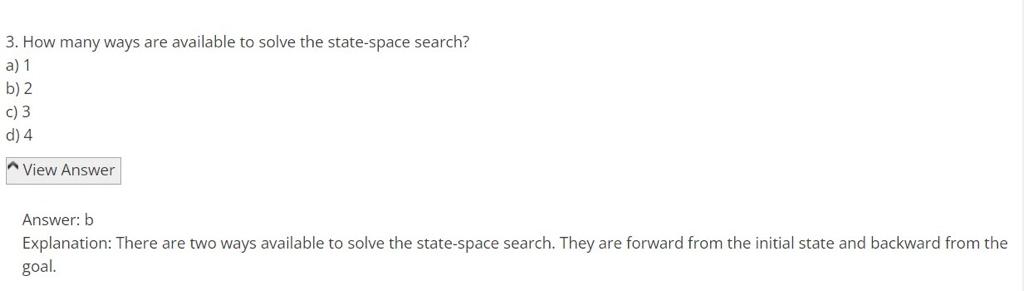 3. How many ways are available to solve the state-space search?
a) 1
b) 2
c) 3
d) 4
View Answer
Answer: b
Explanation: There are two ways available to solve the state-space search. They are forward from the initial state and backward from the
goal.